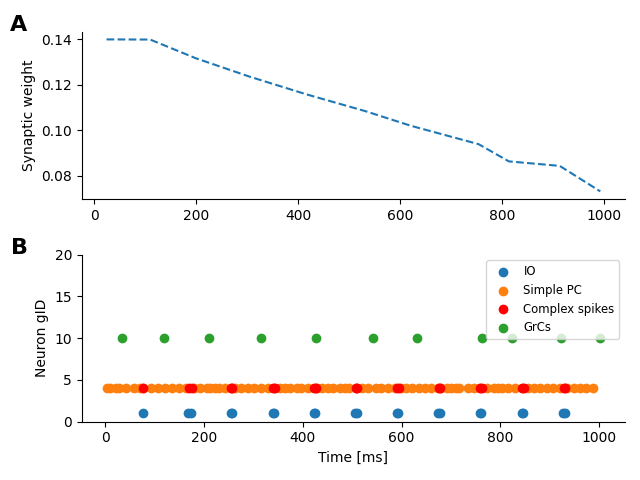 A
0.14
0.12
0.10
0.08
Synaptic weight
0 200 400 600 800 1000
B
20
15
10
5
0
Neuron gID
IO
Simple PC
Complex spikes
GrCs
0 200 400 600 800 1000
Time [ms]